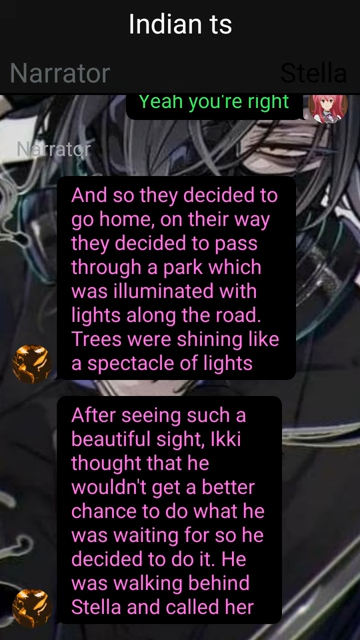 Indian ts
Narrator
Stella
Yeah you're right
Narrator
And so they decided to
go home, on their way
they decided to pass
through a park which
was illuminated with
lights along the road.
Trees were shining like
a spectacle of lights
After seeing such a
beautiful sight, Ikki
thought that he
wouldn't get a better
chance to do what he
was waiting for so he
decided to do it. He
was walking behind
Stella and called her